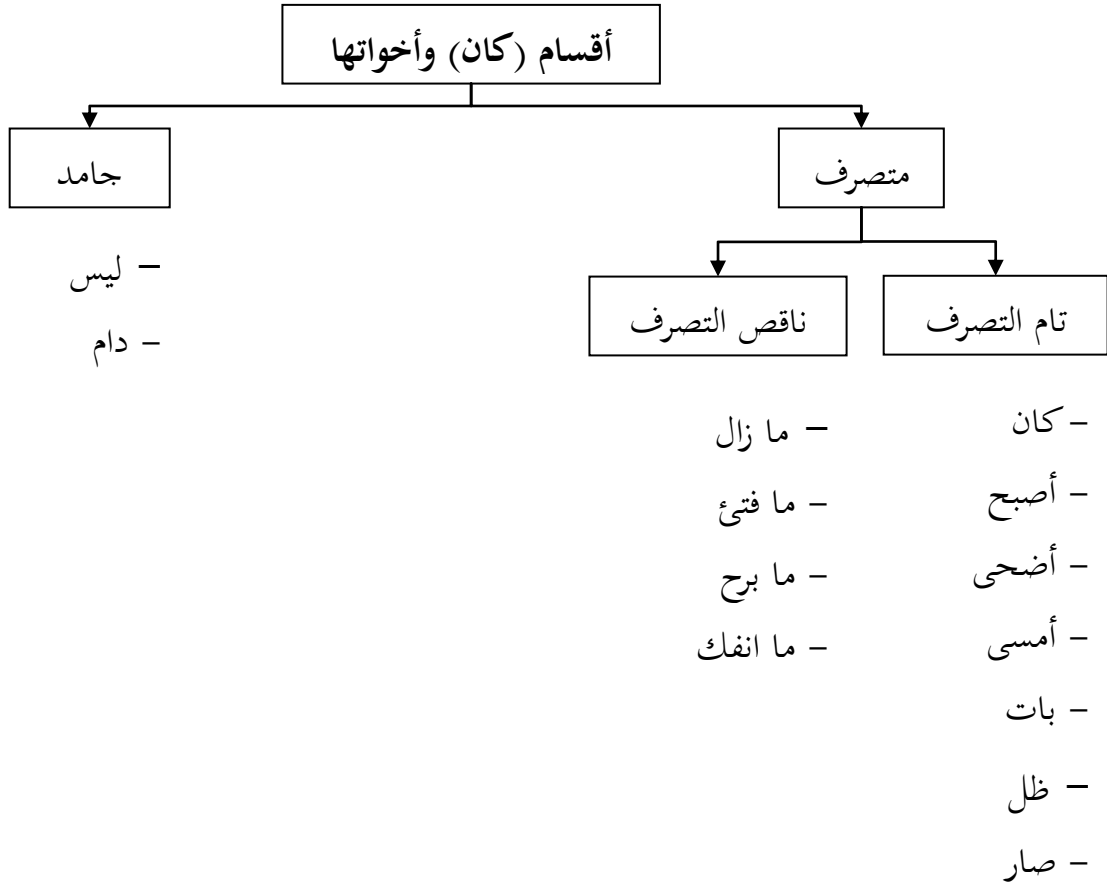 أقسام (كان) وأخواتها
متصرف
جامد
تام التصرف
ناقص التصرف
– كان
– أصبح
– أضحى
– أمسى
– بات
– ظل
– صار
– ما زال
– ما فتئ
– ما برح
– ما انفك
– ليس
– دام